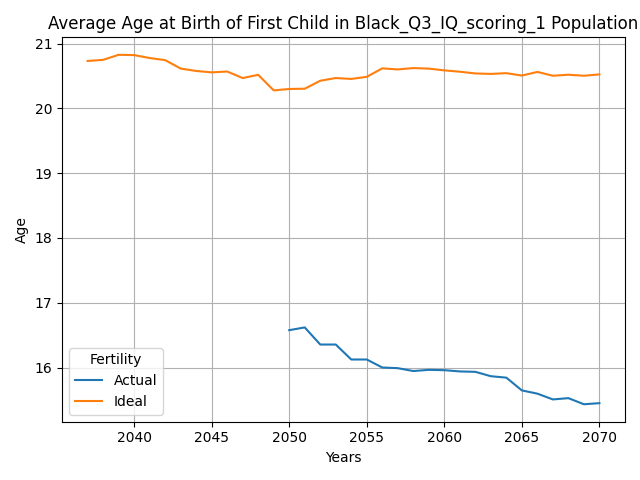 Average Age at Birth of First Child in Black_Q3_IQ_scoring_1 Population
21
20
19
18
17
16
Age
Fertility
Actual
Ideal
2040 2045 2050 2055 2060 2065 2070
Years